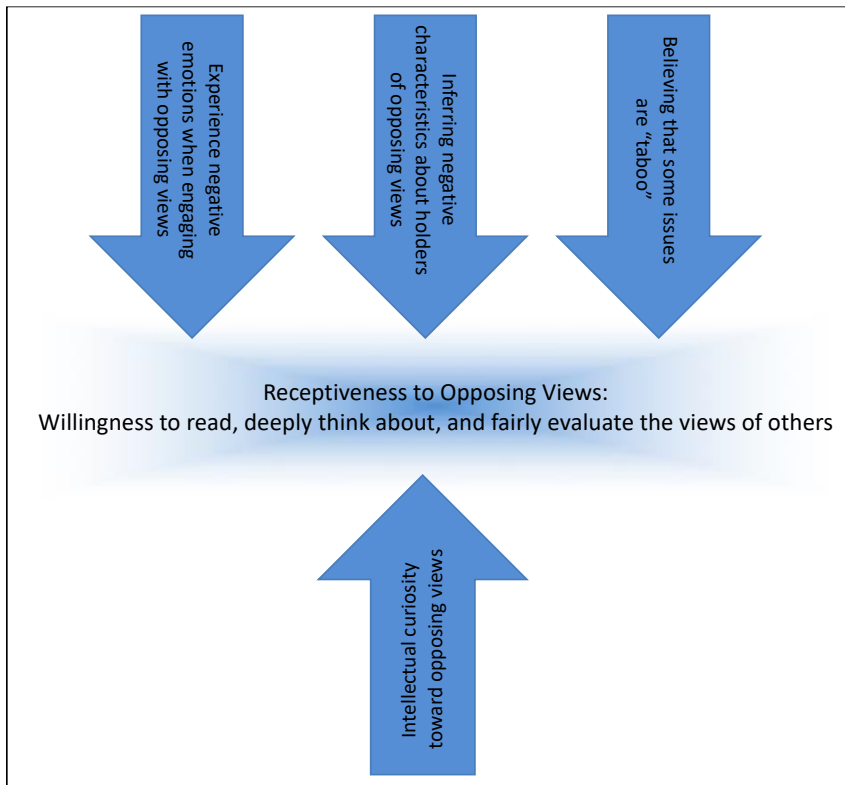 Experience negative
emotions when engaging
with opposing views
Inferring negative
characteristics about holders
of opposing views
Believing that some issues
are “taboo”
Receptiveness to Opposing Views:
Willingness to read, deeply think about, and fairly evaluate the views of others
Intellectual curiosity
toward opposing views